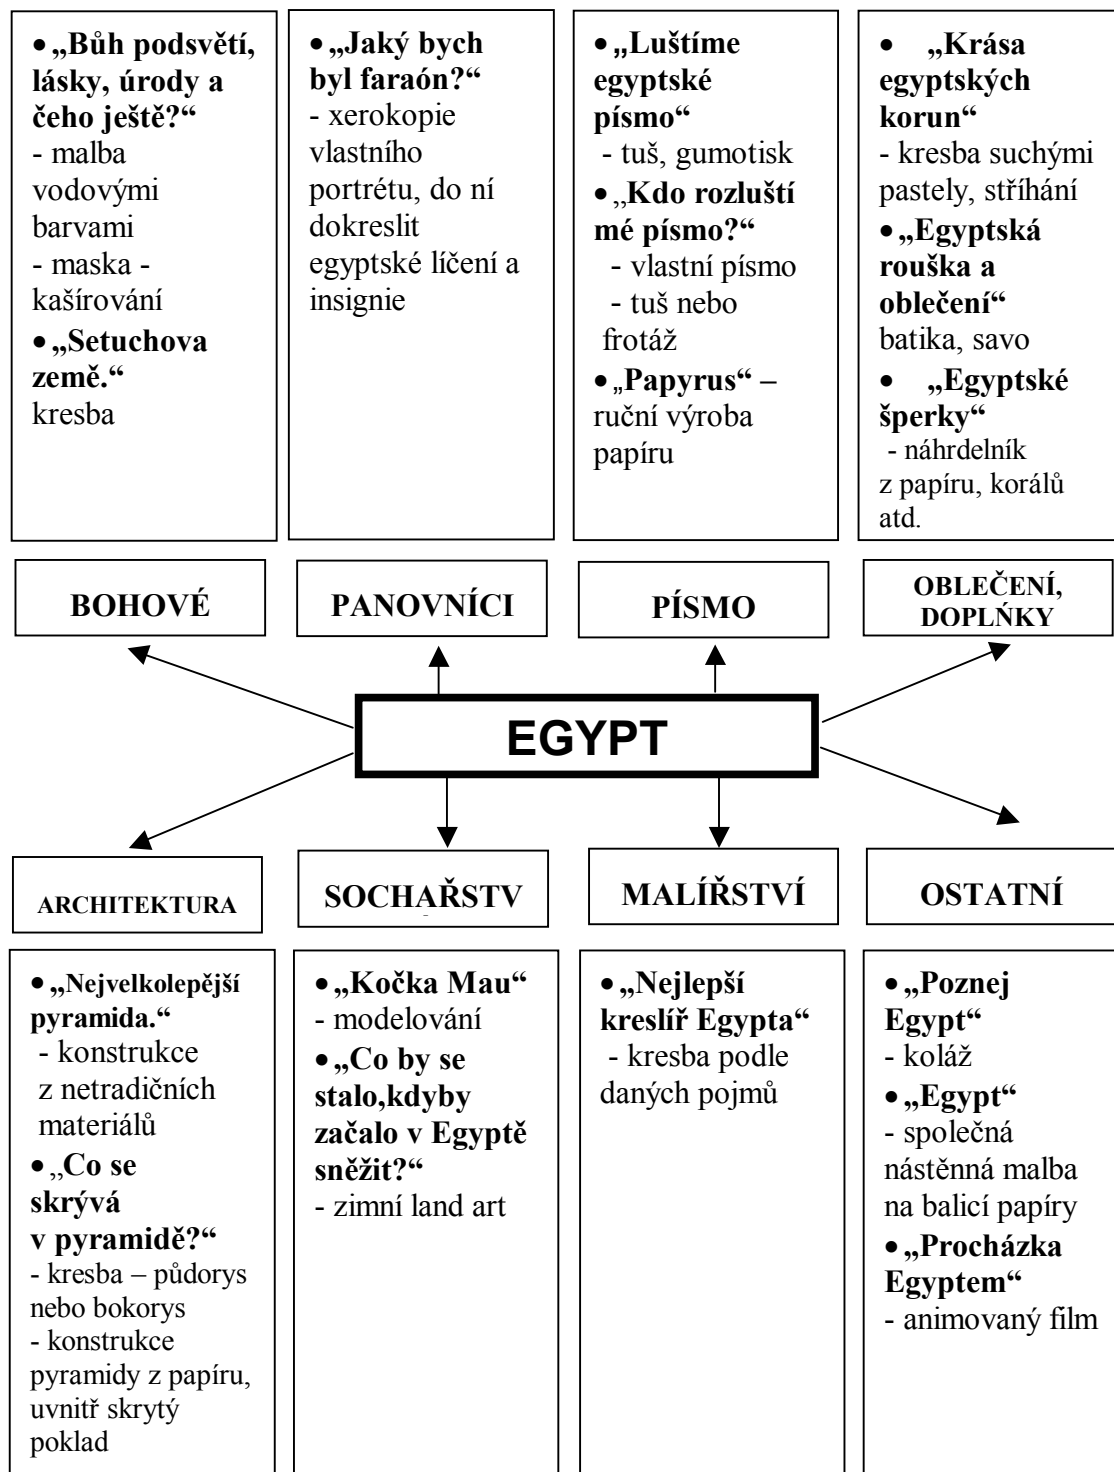 • „Bůh podsvětí,
lásky, úrody a
čeho ještě?“
- malba
vodovými
barvami
- maska -
kašírování
• „Setuchova
země.“
kresba
• „Jaký bych
byl faraón?“
- xerokopie
vlastního
portrétu, do ní
dokreslit
egyptské líčení a
insignie
• „Luštíme
egyptské
písmo“
- tuš, gumotisk
• „Kdo rozluští
mé písmo?“
- vlastní písmo
- tuš nebo
frotáž
• „Papyrus“ –
ruční výroba
papíru
• „Krása
egyptských
korun“
- kresba suchými
pastely, stříhání
• „Egyptská
rouška a
oblečení“
batika, savo
• „Egyptské
šperky“
- náhrdelník
z papíru, korálů
atd.
BOHOVÉ
PANOVNÍCI
PÍSMO
OBLEČENÍ,
DOPLŃKY
EGYPT
ARCHITEKTURA
SOCHAŘSTV
MALÍŘSTVÍ
OSTATNÍ
• „Nejvelkolepější
pyramida.“
- konstrukce
z netradičních
materiálů
• „Co se
skrývá
v pyramidě?“
- kresba – půdorys
nebo bokorys
- konstrukce
pyramidy z papíru,
uvnitř skrytý
poklad
• „Kočka Mau“
- modelování
• „Co by se
stalo,kdyby
začalo v Egyptě
sněžit?“
- zimní land art
• „Nejlepší
kreslíř Egypta“
- kresba podle
daných pojmů
• „Poznej
Egypt“
- koláž
• „Egypt“
- společná
nástěnná malba
na balicí papíry
• „Procházka
Egyptem“
- animovaný film